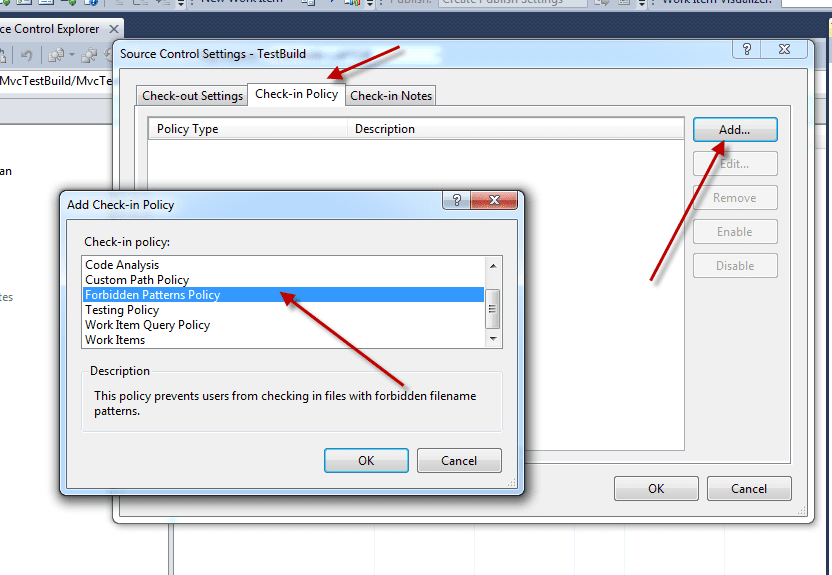 New Work Item
Publish: Create Publish Settings
Work Item Visualizer:
ce Control Explorer
Source Control Settings - TestBuild
MvcTestBuild/MvcTe
Check-out Settings Check-in Policy Check-in Notes
Policy Type Description
Add...
Edit...
an
Remove
Add Check-in Policy
Enable
Check-in policy:
Disable
Code Analysis
Custom Path Policy
Forbidden Patterns Policy
tes
Testing Policy
Work Item Query Policy
Work Items
Description
This policy prevents users from checking in files with forbidden filename
patterns.
OK Cancel
OK Cancel